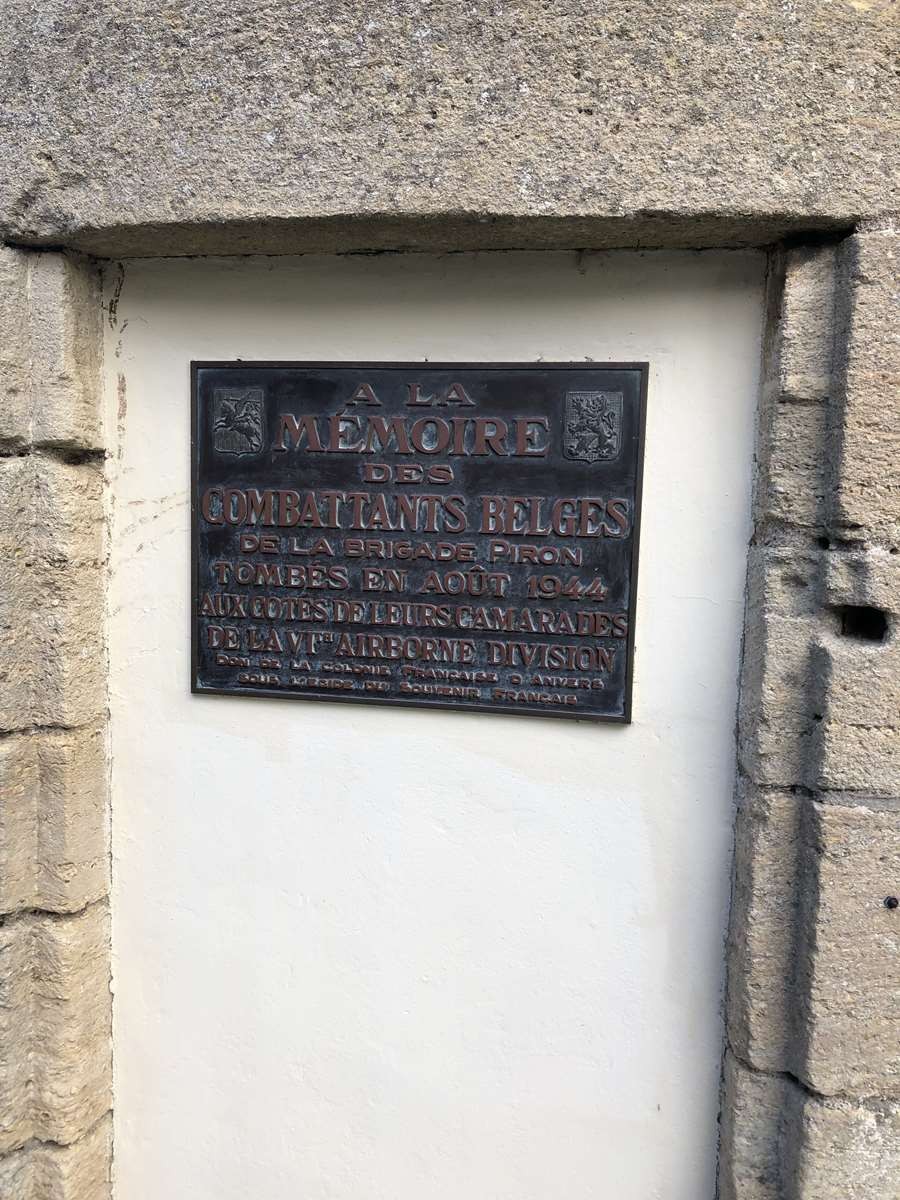 A LA
MÉMOIRE
DES
COMBATTANTS BELGES
DE LA BRIGADE PIRON
TOMBÉS EN AOÛT 1944
AUX COTES DE LEURS CAMARADES
DE LA VITH AIRBORNE DIVISION
DON DE LA COLONIE FRANÇAISE D'ANVERS
SOUS L'EGIDE DU SOUVENIR FRANÇAIS